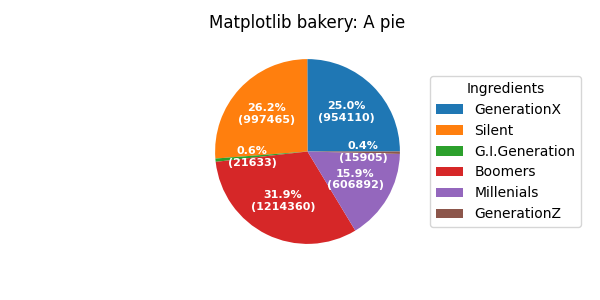 Matplotlib bakery: A pie
26.2%
(997465)
25.0%
(954110)
0.6%
(21633)
0.4%
(15905)
15.9%
(606892)
31.9%
(1214360)
Ingredients
GenerationX
Silent
G.I.Generation
Boomers
Millenials
GenerationZ